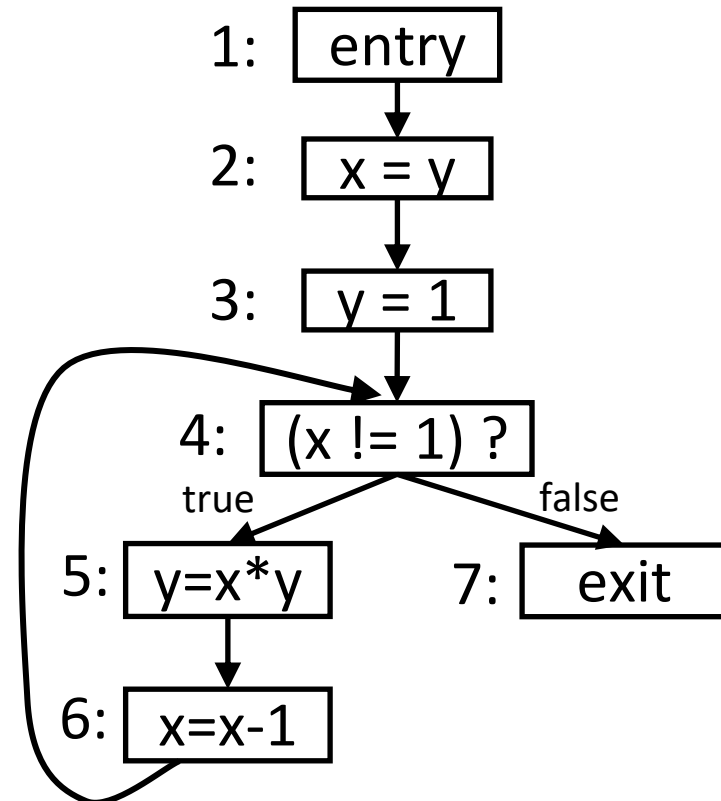 1: entry
2: x = y
3: y = 1
4: (x != 1) ?
true false
5: y=x*y 7: exit
6: x=x-1